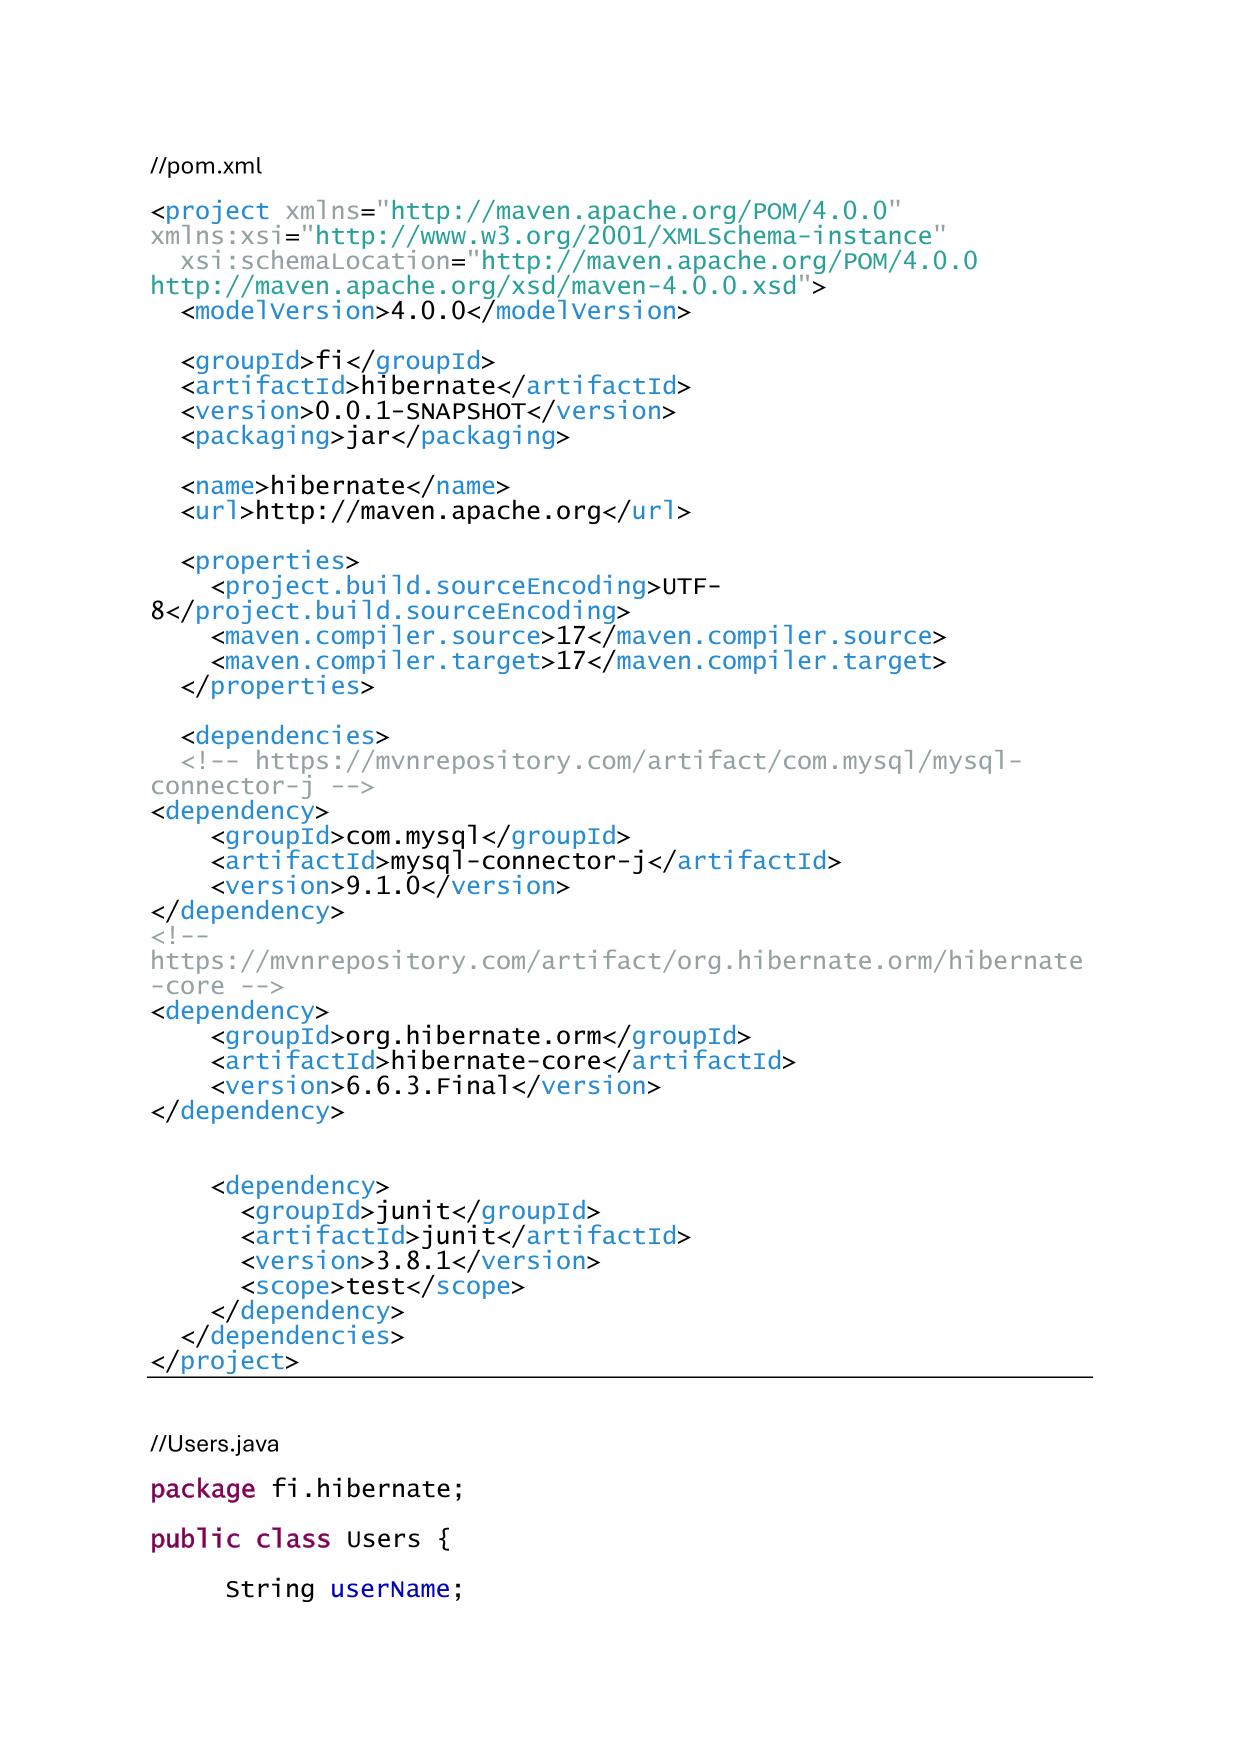 //pom.xml
<project xmlns="http://maven.apache.org/POM/4.0.0"
xmlns:xsi="http://www.w3.org/2001/XMLSchema-instance"
  xsi:schemaLocation="http://maven.apache.org/POM/4.0.0
http://maven.apache.org/xsd/maven-4.0.0.xsd">
  <modelVersion>4.0.0</modelVersion>

  <groupId>fi</groupId>
  <artifactId>hibernate</artifactId>
  <version>0.0.1-SNAPSHOT</version>
  <packaging>jar</packaging>

  <name>hibernate</name>
  <url>http://maven.apache.org</url>

  <properties>
    <project.build.sourceEncoding>UTF-
8</project.build.sourceEncoding>
    <maven.compiler.source>17</maven.compiler.source>
    <maven.compiler.target>17</maven.compiler.target>
  </properties>

  <dependencies>
  <!-- https://mvnrepository.com/artifact/com.mysql/mysql-
connector-j -->
<dependency>
    <groupId>com.mysql</groupId>
    <artifactId>mysql-connector-j</artifactId>
    <version>9.1.0</version>
</dependency>
<!--
https://mvnrepository.com/artifact/org.hibernate.orm/hibernate
-core -->
<dependency>
    <groupId>org.hibernate.orm</groupId>
    <artifactId>hibernate-core</artifactId>
    <version>6.6.3.Final</version>
</dependency>

    <dependency>
      <groupId>junit</groupId>
      <artifactId>junit</artifactId>
      <version>3.8.1</version>
      <scope>test</scope>
    </dependency>
  </dependencies>
</project>

//Users.java
package fi.hibernate;

public class Users {

     String userName;